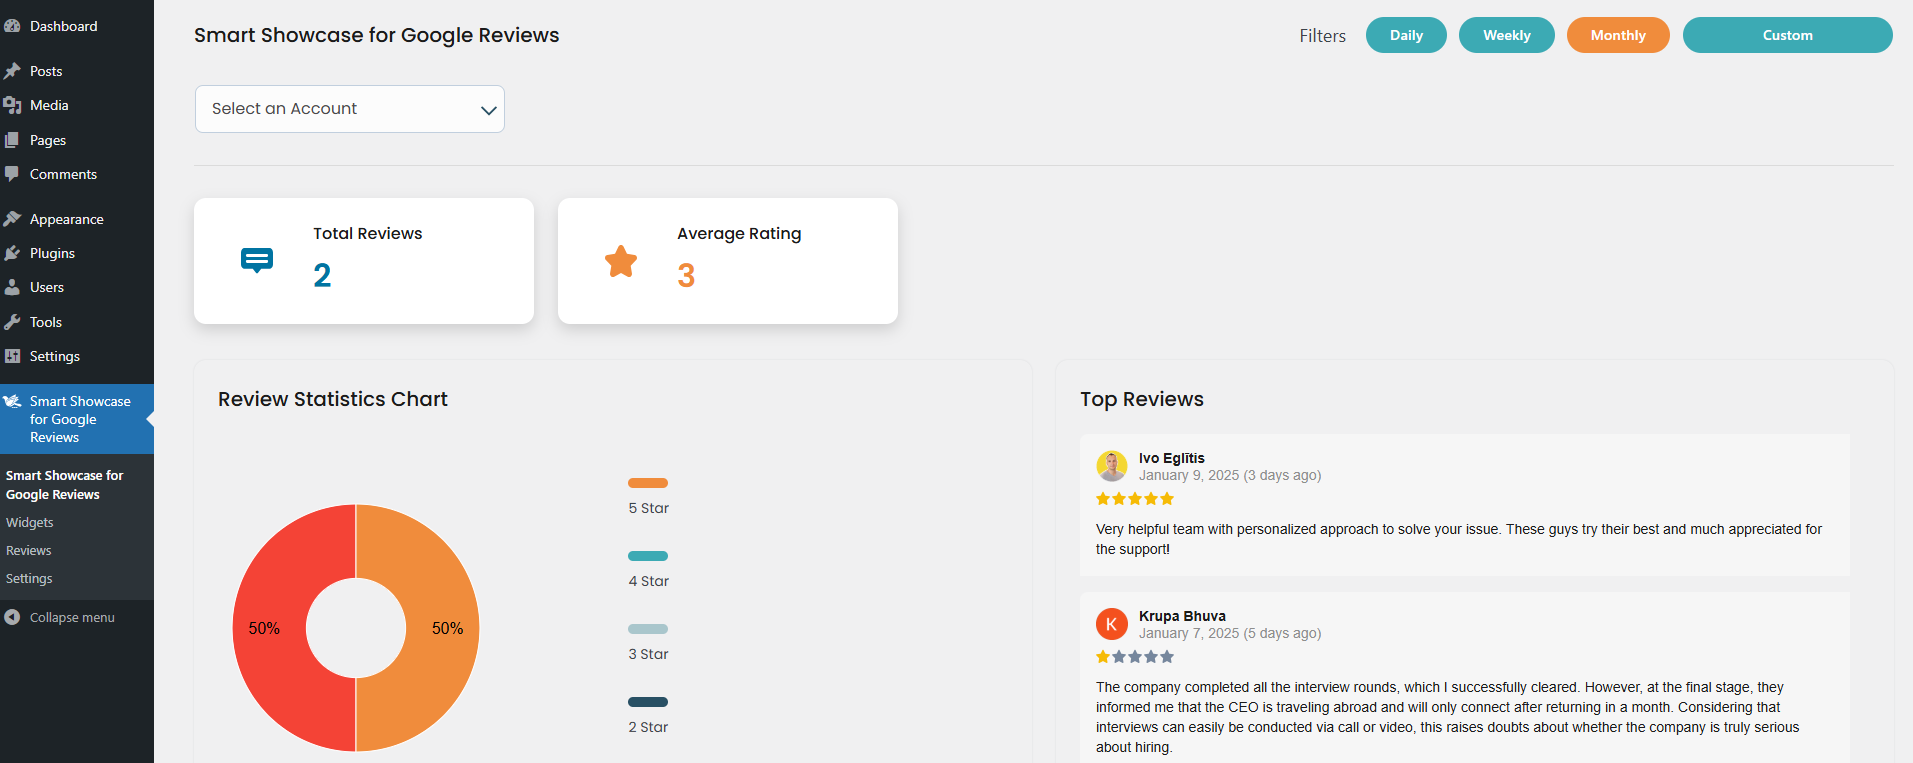 Dashboard
Posts
Media
Pages
Comments
Appearance
Plugins
Users
Tools
Settings
Smart Showcase
for Google
Reviews
Smart Showcase for
Google Reviews
Widgets
Reviews
Settings
Collapse menu
Smart Showcase for Google Reviews
Filters
Daily
Weekly
Monthly
Custom
Select an Account
Total Reviews
2
Average Rating
3
Review Statistics Chart
50%
50%
5 Star
4 Star
3 Star
2 Star
Top Reviews
Ivo Eglītis
January 9, 2025 (3 days ago)
Very helpful team with personalized approach to solve your issue. These guys try their best and much appreciated for
the support!
K
Krupa Bhuva
January 7, 2025 (5 days ago)
The company completed all the interview rounds, which I successfully cleared. However, at the final stage, they
informed me that the CEO is traveling abroad and will only connect after returning in a month. Considering that
interviews can easily be conducted via call or video, this raises doubts about whether the company is truly serious
about hiring.